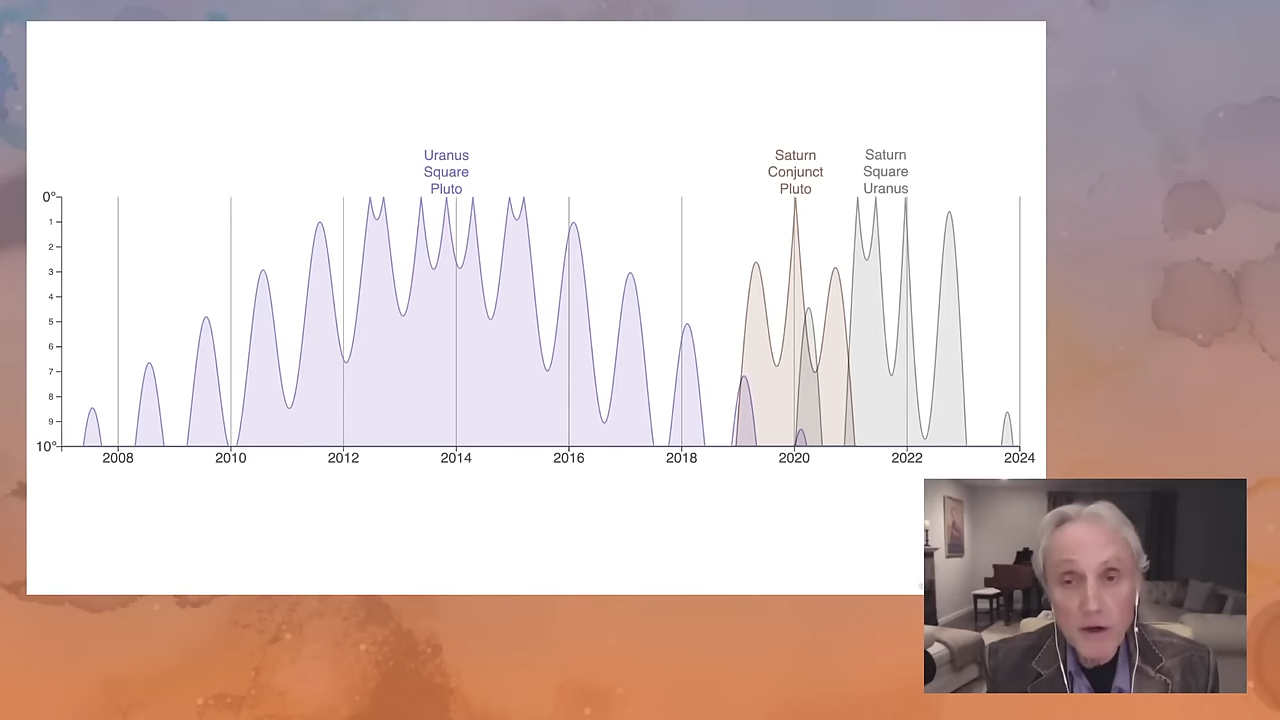 Uranus
Square
Pluto
Saturn
Conjunct
Pluto
Saturn
Square
Uranus
0°
1
2
3
4
5
6
7
8
9
10°
2008 2010 2012 2014 2016 2018 2020 2022 2024